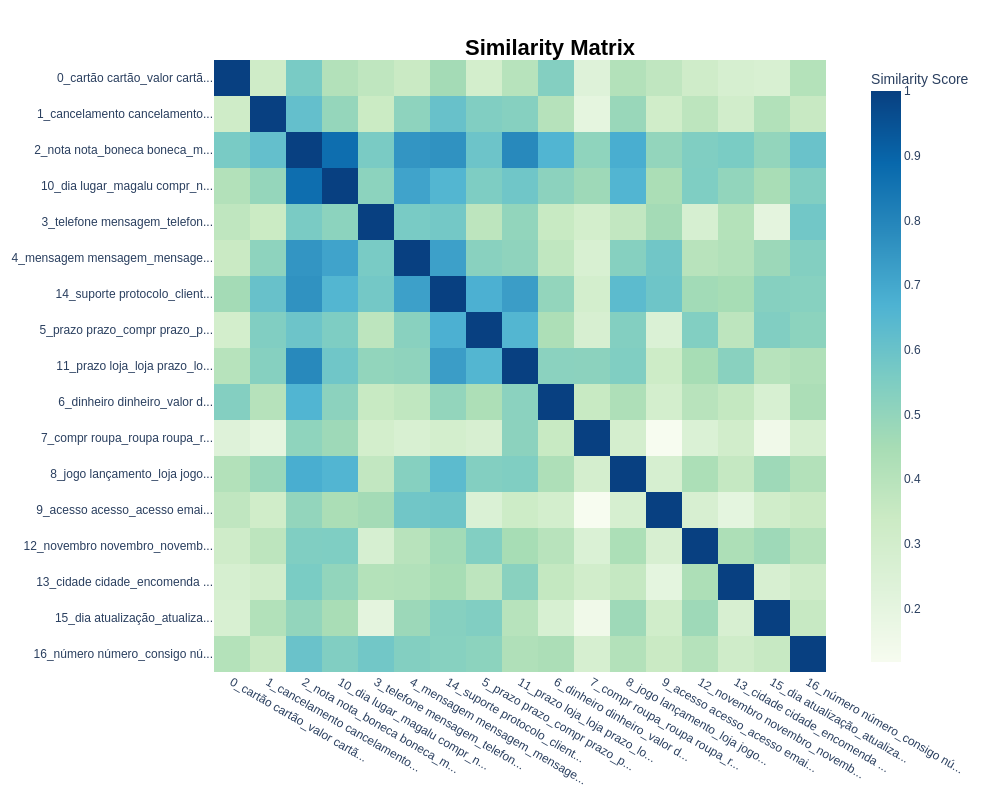 Similarity Matrix
Similarity Score
0_cartão cartão_valor cartã...
1_cancelamento cancelamento...
2_nota nota_boneca boneca_m...
10_dia lugar_magalu compr_n...
3_telefone mensagem_telefon...
4_mensagem mensagem_mensage...
14_suporte protocolo_client...
5_prazo prazo_compr prazo_p...
11_prazo loja_loja prazo_lo...
6_dinheiro dinheiro_valor d...
7_compr roupa_roupa roupa_r...
8_jogo lançamento_loja jogo...
9_acesso acesso_acesso emai...
12_novembro novembro_novemb...
13_cidade cidade_encomenda ...
15_dia atualização_atualiza...
16_número número_consigo nú...
1
0.9
0.8
0.7
0.6
0.5
0.4
0.3
0.2
0_cartão cartão_valor cartã...
1_cancelamento cancelamento...
2_nota nota_boneca boneca_m...
10_dia lugar_magalu compr_n...
3_telefone mensagem_telefon...
4_mensagem mensagem_mensage...
14_suporte protocolo_client...
5_prazo prazo_compr prazo_p...
11_prazo loja_loja prazo_lo...
6_dinheiro dinheiro_valor d...
7_compr roupa_roupa roupa_r...
8_jogo lançamento_loja jogo...
9_acesso acesso_acesso emai...
12_novembro novembro_novemb...
13_cidade cidade_encomenda ...
15_dia atualização_atualiza...
16_número número_consigo nú...